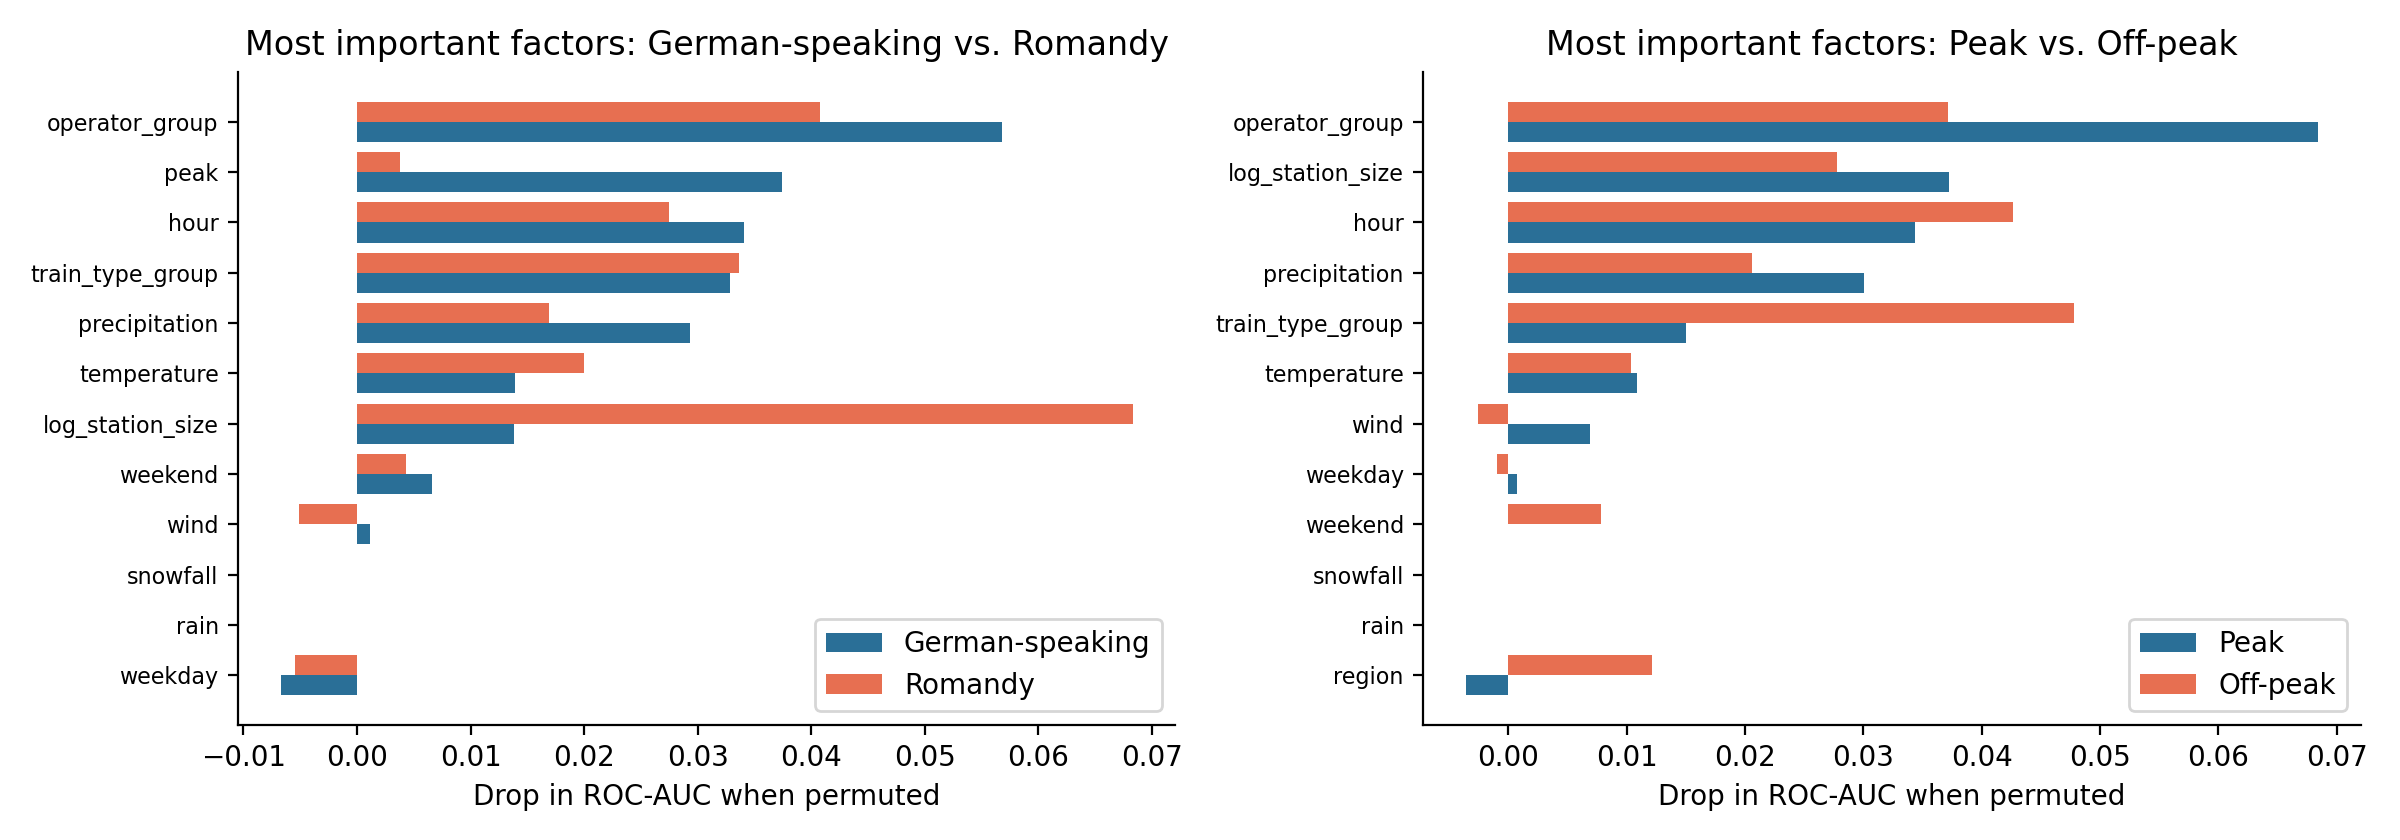 Most important factors: German-speaking vs. Romandy
operator_group
peak
hour
train_type_group
precipitation
temperature
log_station_size
weekend
wind
snowfall
rain
weekday
German-speaking
Romandy
−0.01 0.00 0.01 0.02 0.03 0.04 0.05 0.06 0.07
Drop in ROC-AUC when permuted
Most important factors: Peak vs. Off-peak
operator_group
log_station_size
hour
precipitation
train_type_group
temperature
wind
weekday
weekend
snowfall
rain
region
Peak
Off-peak
0.00 0.01 0.02 0.03 0.04 0.05 0.06 0.07
Drop in ROC-AUC when permuted